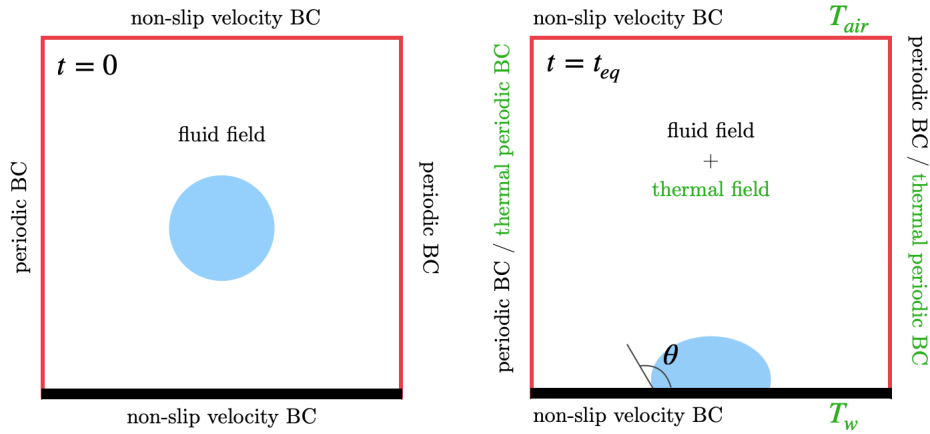 non-slip velocity BC
t = 0
fluid field
periodic BC
periodic BC
non-slip velocity BC
non-slip velocity BC
T_air
t = t_eq
fluid field
+
thermal field
periodic BC / thermal periodic BC
periodic BC / thermal periodic BC
θ
non-slip velocity BC
T_w